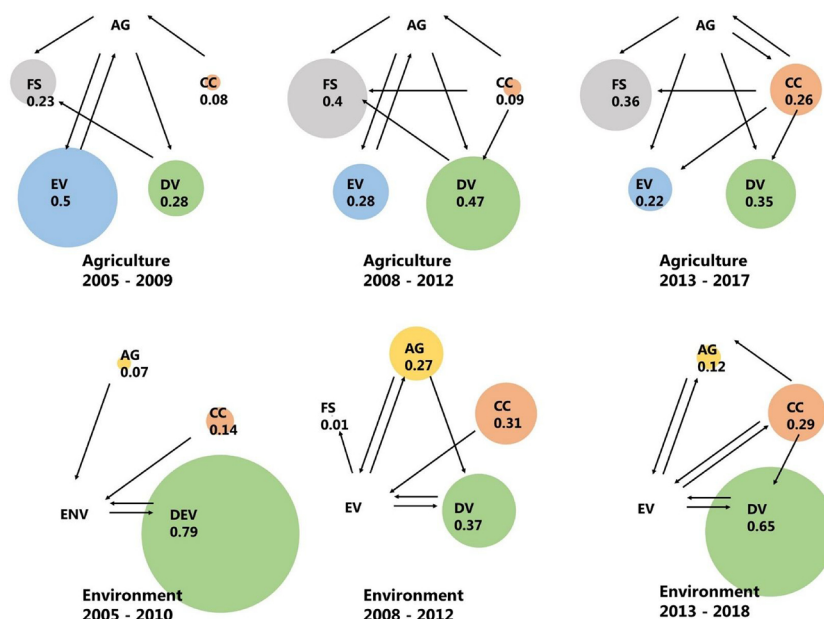 AG
FS
0.23
CC
0.08
EV
0.5
DV
0.28
Agriculture
2005 - 2009
AG
FS
0.4
CC
0.09
EV
0.28
DV
0.47
Agriculture
2008 - 2012
AG
FS
0.36
CC
0.26
EV
0.22
DV
0.35
Agriculture
2013 - 2017
AG
0.07
CC
0.14
ENV
DEV
0.79
Environment
2005 - 2010
AG
0.27
FS
0.01
CC
0.31
EV
DV
0.37
Environment
2008 - 2012
AG
0.12
CC
0.29
EV
DV
0.65
Environment
2013 - 2018